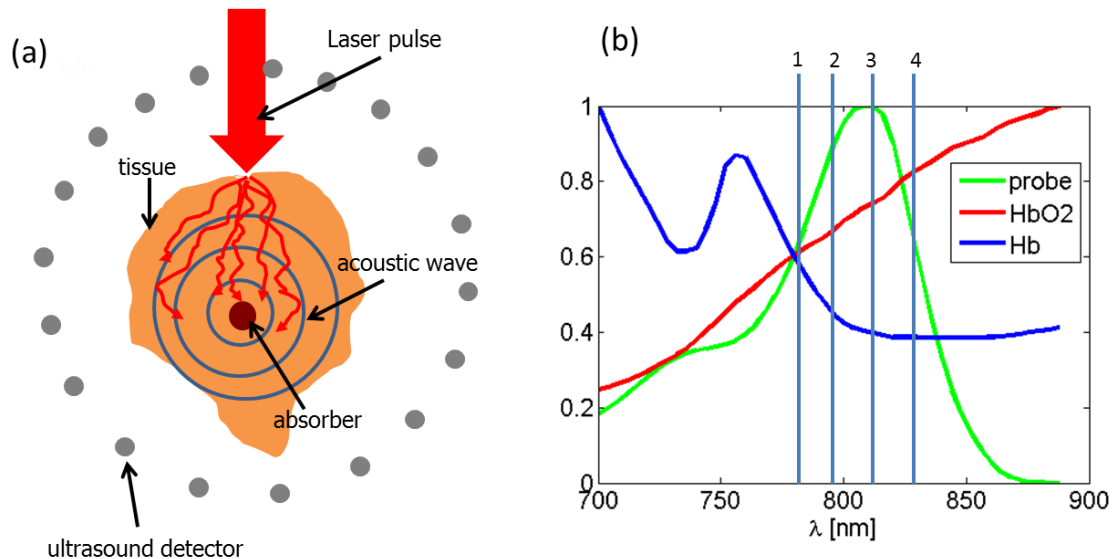 (a)
Laser pulse
tissue
acoustic wave
absorber
ultrasound detector
(b)
1 2 3 4
1
0.8
0.6
0.4
0.2
0
probe
HbO2
Hb
700 750 800 850 900
λ [nm]